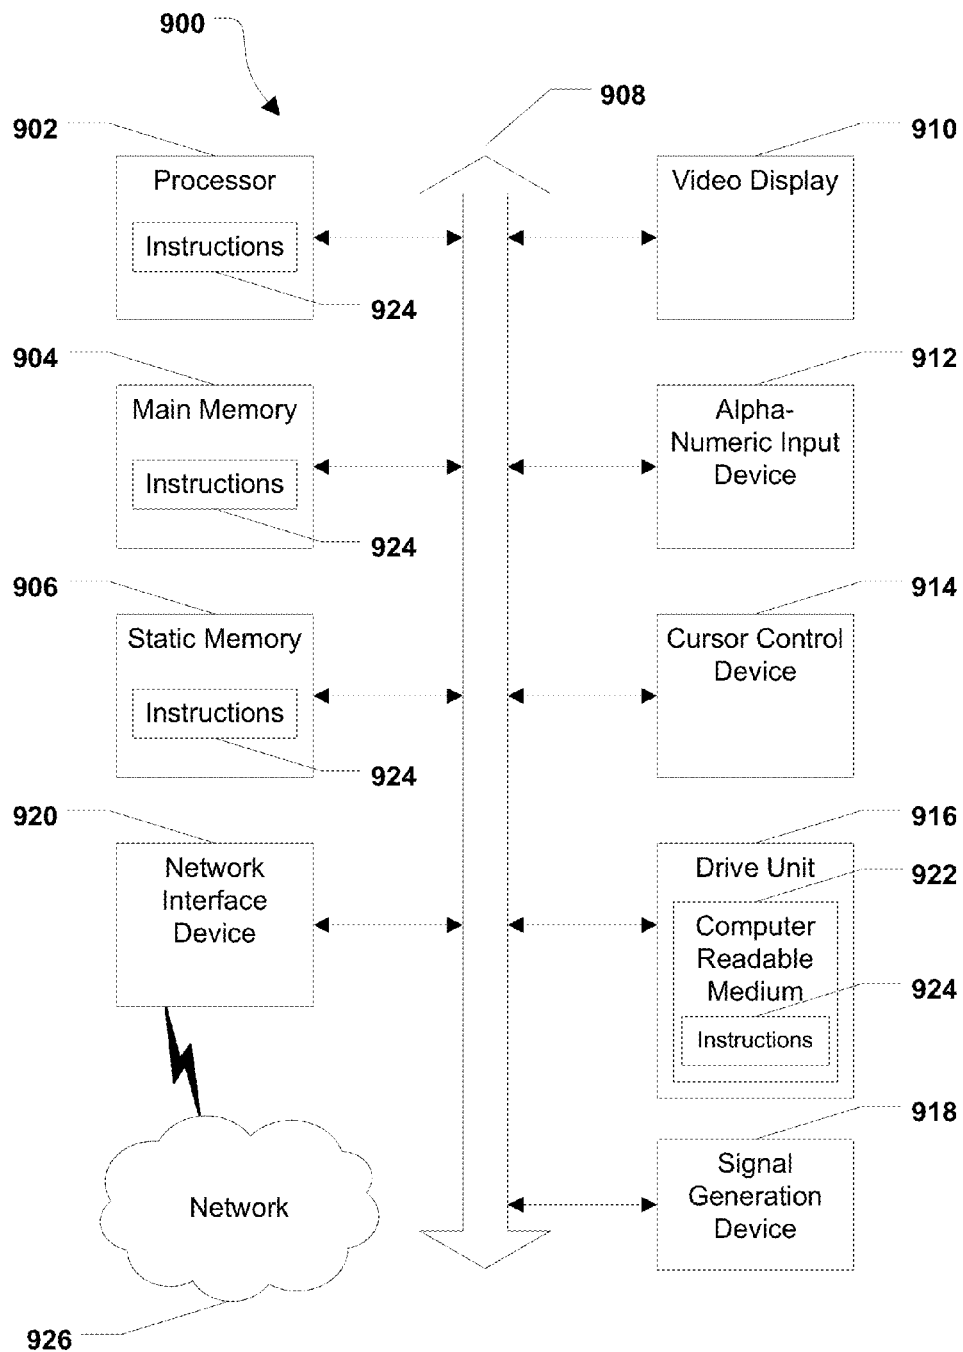 900
908
902
Processor
Instructions
924
910
Video Display
904
Main Memory
Instructions
924
912
Alpha-
Numeric Input
Device
906
Static Memory
Instructions
924
914
Cursor Control
Device
920
Network
Interface
Device
916
Drive Unit
922
Computer
Readable
Medium
924
Instructions
918
Signal
Generation
Device
Network
926